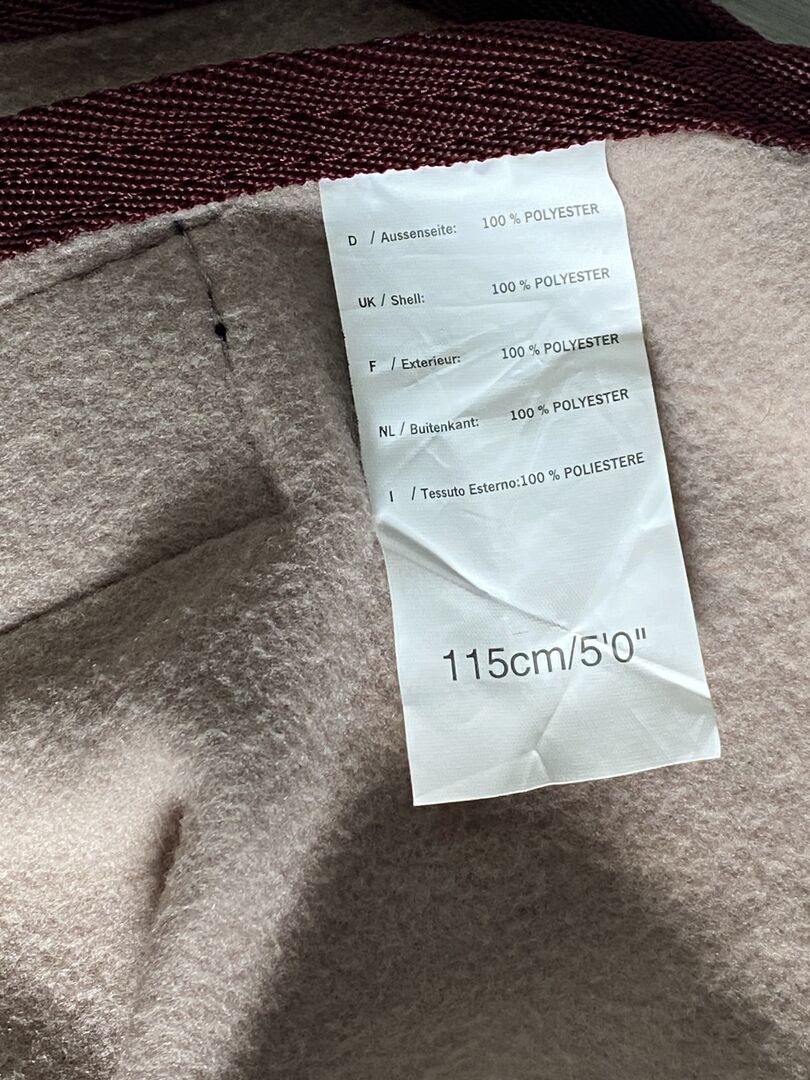 D / Aussenseite: 100 % POLYESTER
UK / Shell: 100 % POLYESTER
F / Exterieur: 100 % POLYESTER
NL / Buitenkant: 100 % POLYESTER
I / Tessuto Esterno:100 % POLIESTERE
115cm/5'0"